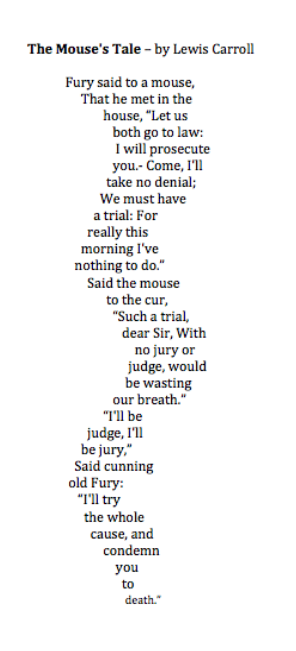 The Mouse's Tale – by Lewis Carroll
Fury said to a mouse,
That he met in the
house, "Let us
both go to law:
I will prosecute
you.- Come, I'll
take no denial;
We must have
a trial: For
really this
morning I've
nothing to do."
Said the mouse
to the cur,
"Such a trial,
dear Sir, With
no jury or
judge, would
be wasting
our breath."
"I'll be
judge, I'll
be jury,"
Said cunning
old Fury:
"I'll try
the whole
cause, and
condemn
you
to
death."